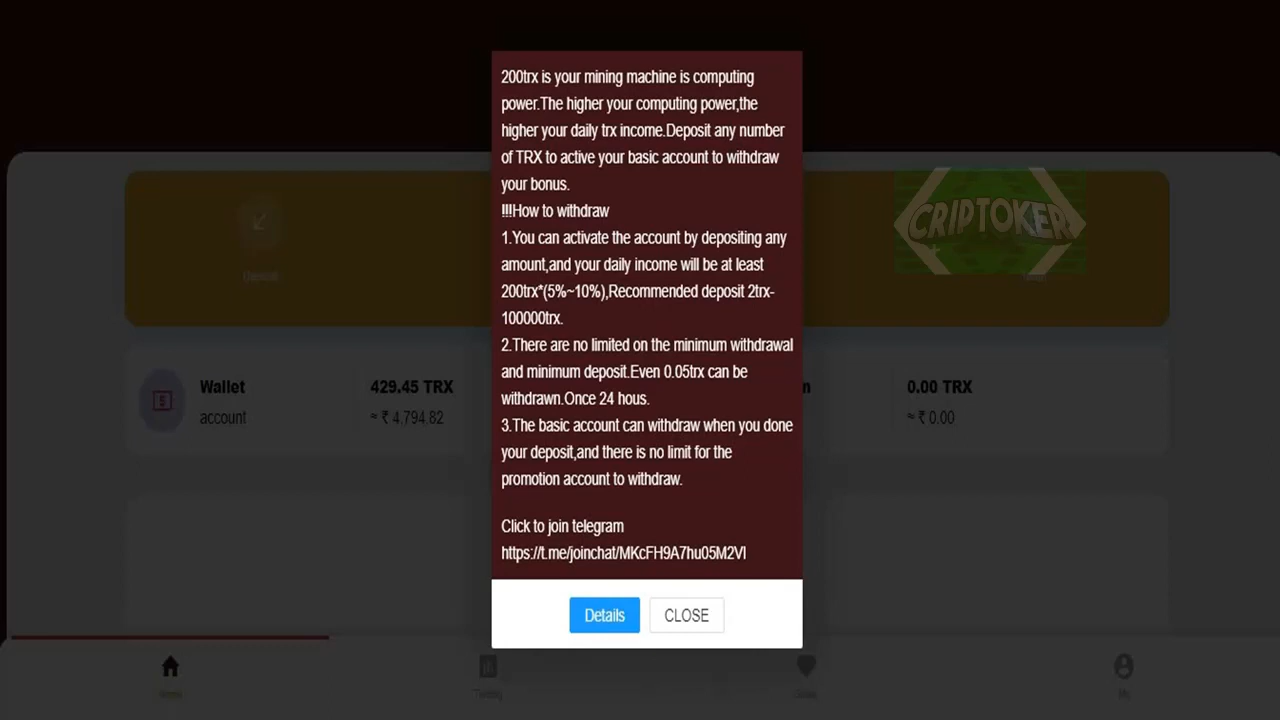 200trx is your mining machine is computing
power.The higher your computing power,the
higher your daily trx income.Deposit any number
of TRX to active your basic account to withdraw
your bonus.
!!!How to withdraw
1.You can activate the account by depositing any
amount,and your daily income will be at least
200trx*(5%~10%),Recommended deposit 2trx-
100000trx.
2.There are no limited on the minimum withdrawal
and minimum deposit.Even 0.05trx can be
withdrawn.Once 24 hous.
3.The basic account can withdraw when you done
your deposit,and there is no limit for the
promotion account to withdraw.
Click to join telegram
https://t.me/joinchat/MKcFH9A7hu05M2VI
Details CLOSE
CRIPTOKER
Wallet 429.45 TRX
account ≈ ₹ 4,794.82
0.00 TRX
≈ ₹ 0.00